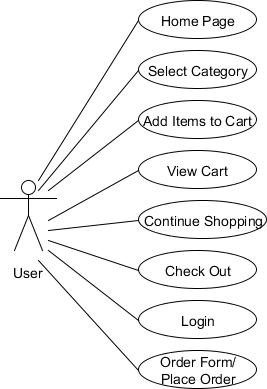 Home Page
Select Category
Add Items to Cart
View Cart
Continue Shopping
User
Check Out
Login
Order Form/
Place Order